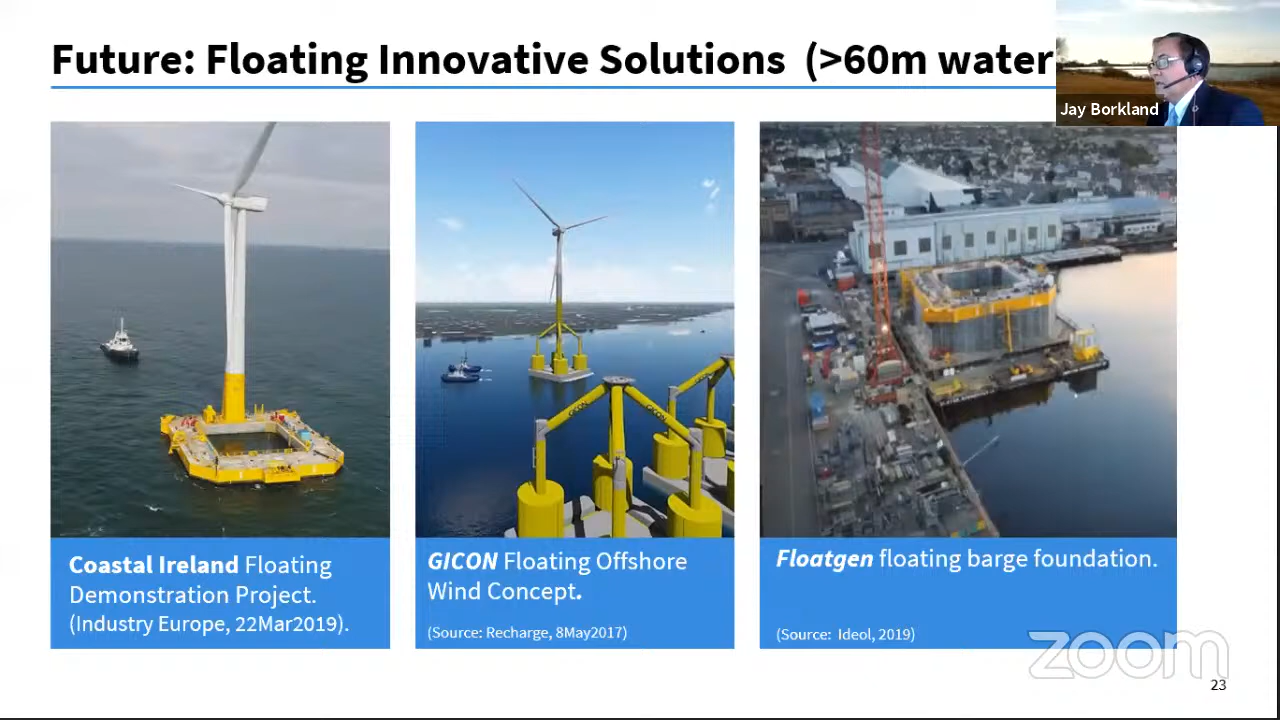 Future: Floating Innovative Solutions (>60m water
Jay Borkland
GICON
Coastal Ireland Floating
Demonstration Project.
(Industry Europe, 22Mar2019).
GICON Floating Offshore
Wind Concept.
(Source: Recharge, 8May2017)
Floatgen floating barge foundation.
(Source: Ideol, 2019)
zoom
23